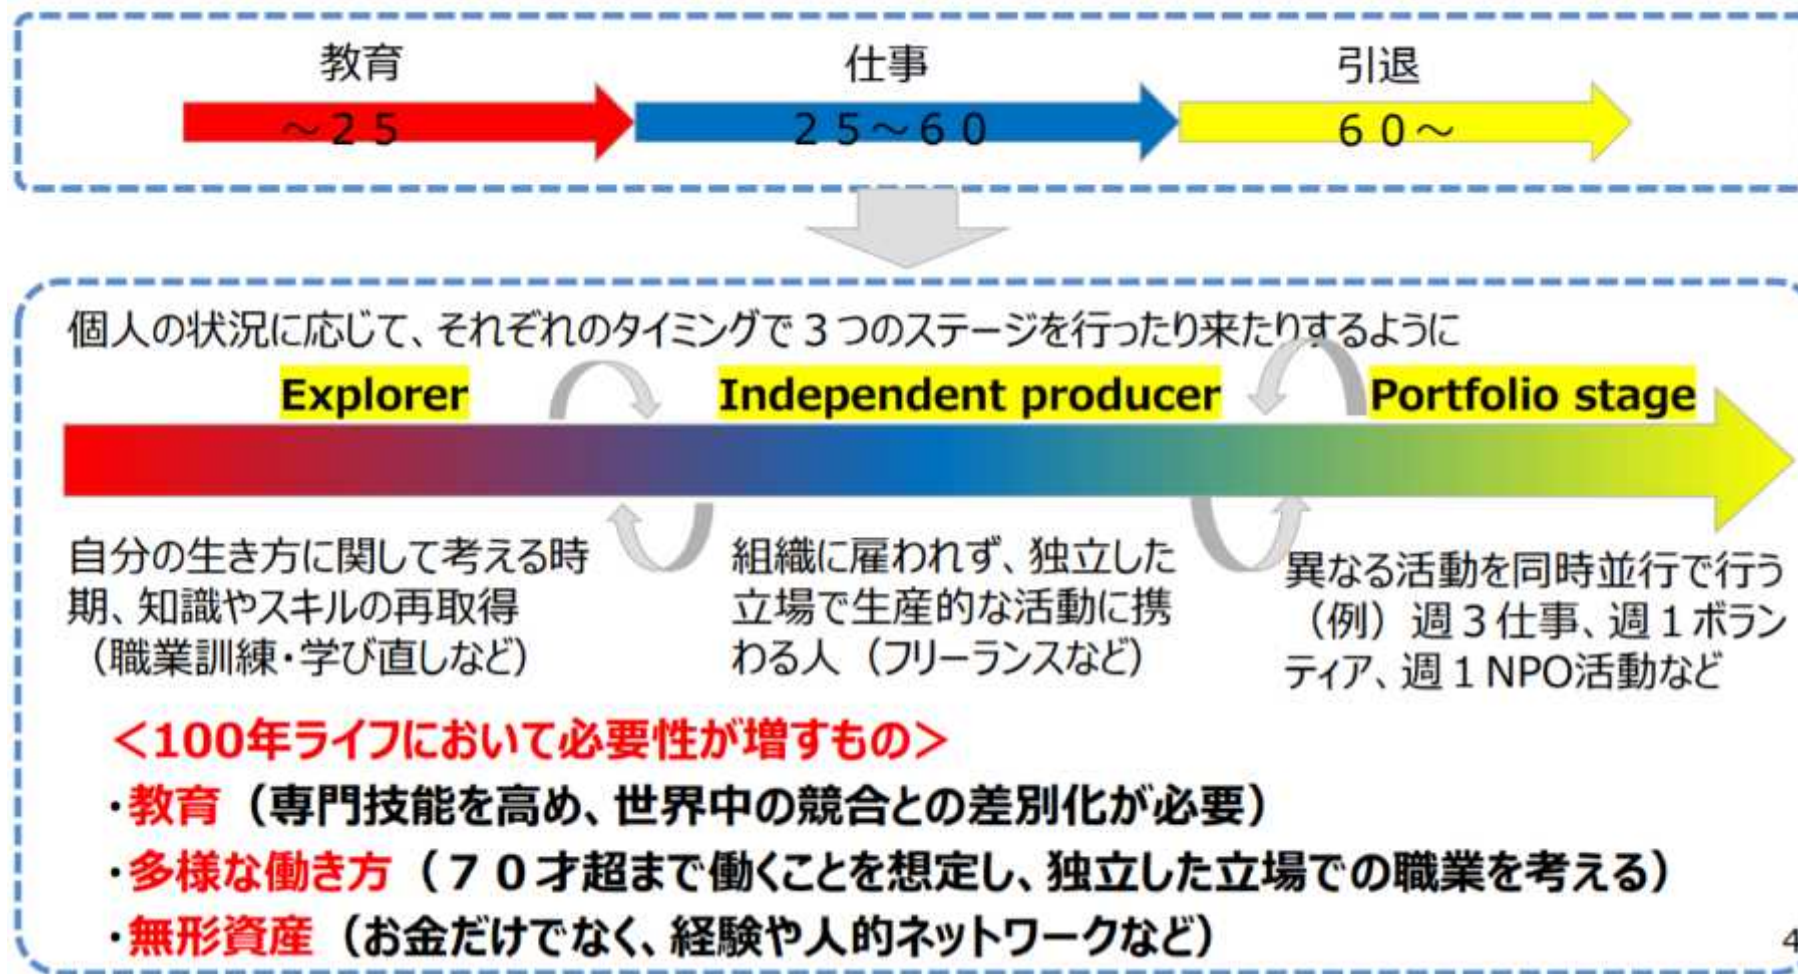 教育
仕事
引退
～２５
２５～６０
６０～
個人の状況に応じて、それぞれのタイミングで３つのステージを行ったり来たりするように
Explorer
Independent producer
Portfolio stage
自分の生き方に関して考える時
期、知識やスキルの再取得
（職業訓練・学び直しなど）
組織に雇われず、独立した
立場で生産的な活動に携
わる人（フリーランスなど）
異なる活動を同時並行で行う
（例）週３仕事、週１ボラン
ティア、週１NPO活動など
＜100年ライフにおいて必要性が増すもの＞
・教育（専門技能を高め、世界中の競合との差別化が必要）
・多様な働き方（７０才超まで働くことを想定し、独立した立場での職業を考える）
・無形資産（お金だけでなく、経験や人的ネットワークなど）
4